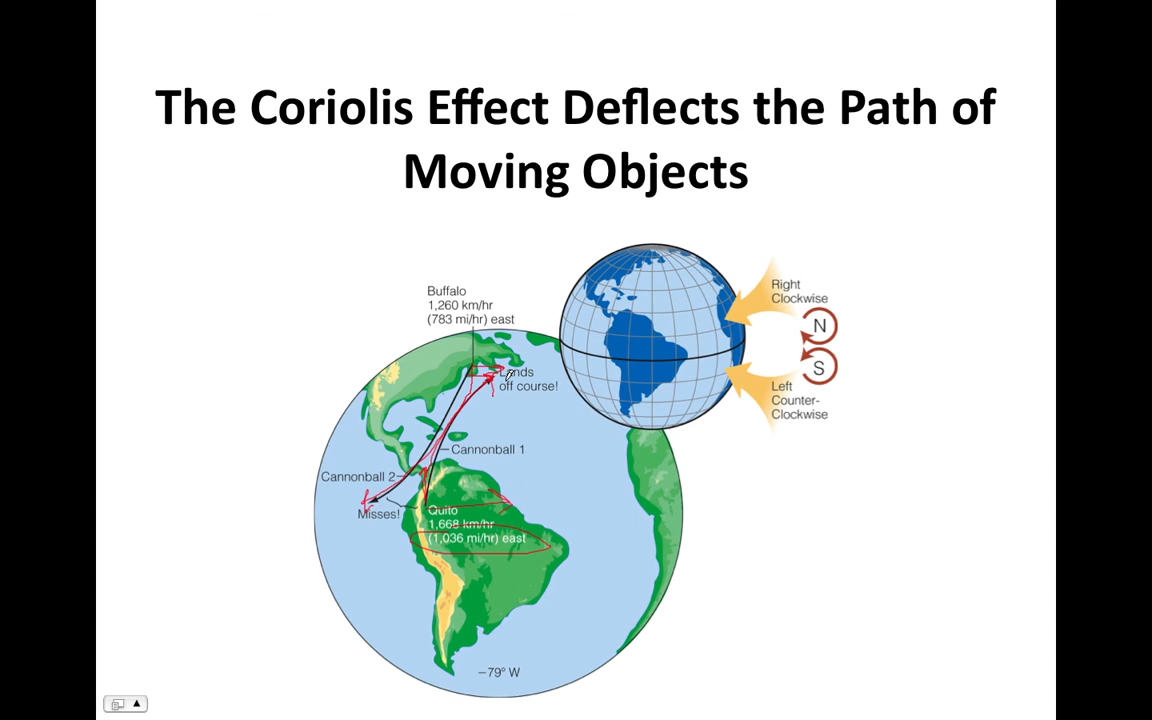 The Coriolis Effect Deflects the Path of
Moving Objects
Buffalo
1,260 km/hr
(783 mi/hr) east
Right
Clockwise
N
S
Left
Counter-
Clockwise
Lands
off course!
Cannonball 1
Cannonball 2
Misses!
Quito
1,668 km/hr
(1,036 mi/hr) east
–79° W